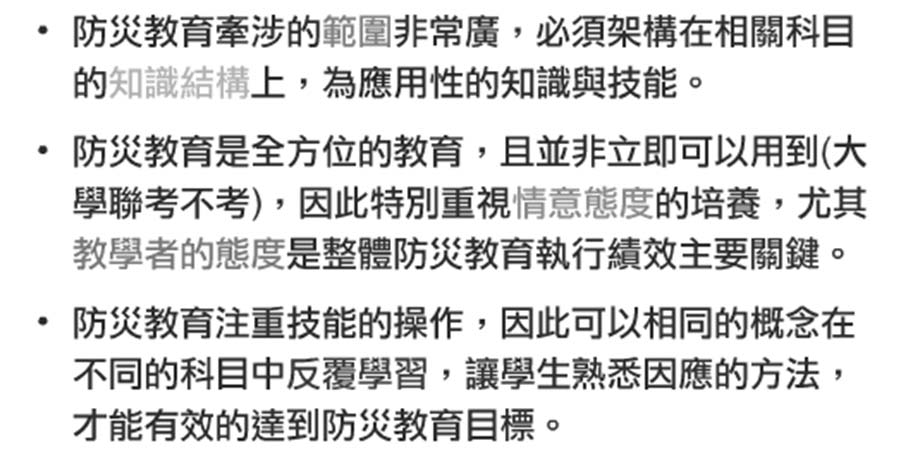 • 防災教育牽涉的範圍非常廣，必須架構在相關科目
的知識結構上，為應用性的知識與技能。
• 防災教育是全方位的教育，且並非立即可以用到(大
學聯考不考)，因此特別重視情意態度的培養，尤其
教學者的態度是整體防災教育執行績效主要關鍵。
• 防災教育注重技能的操作，因此可以相同的概念在
不同的科目中反覆學習，讓學生熟悉因應的方法，
才能有效的達到防災教育目標。